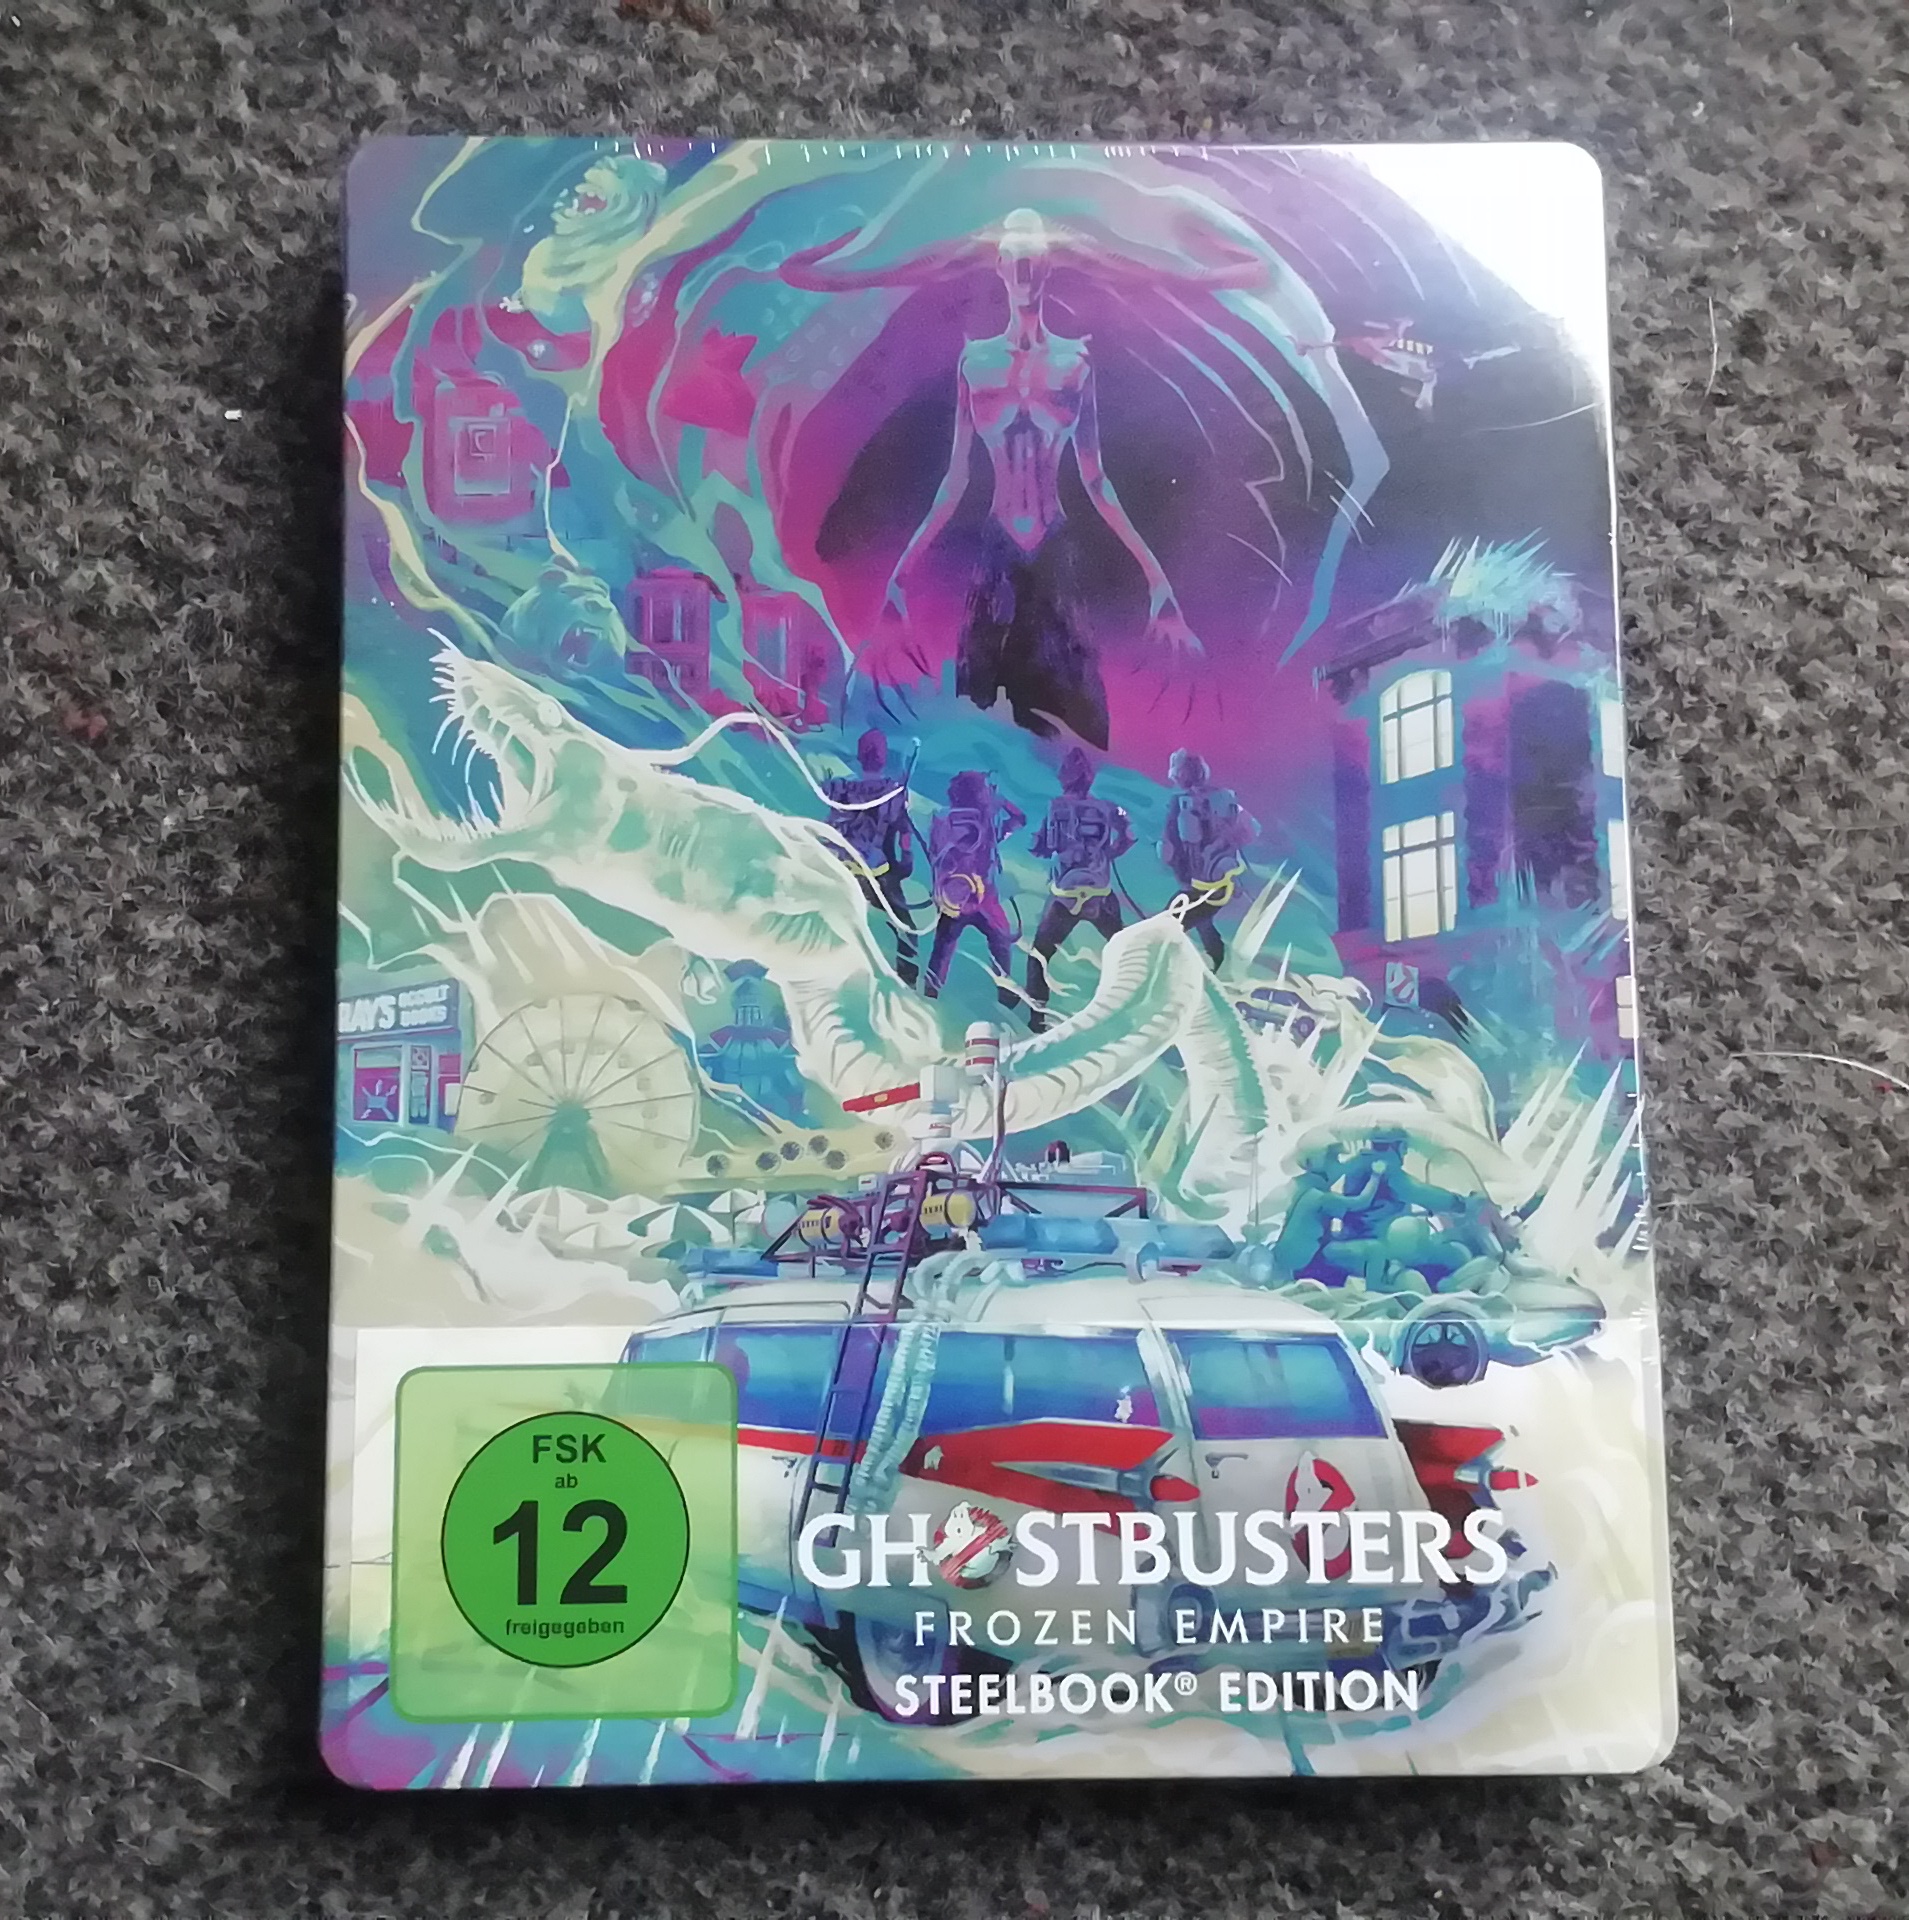 RAY'S OCCULT
BOOKS
FSK
ab
12
freigegeben
GHOSTBUSTERS
FROZEN EMPIRE
STEELBOOK® EDITION